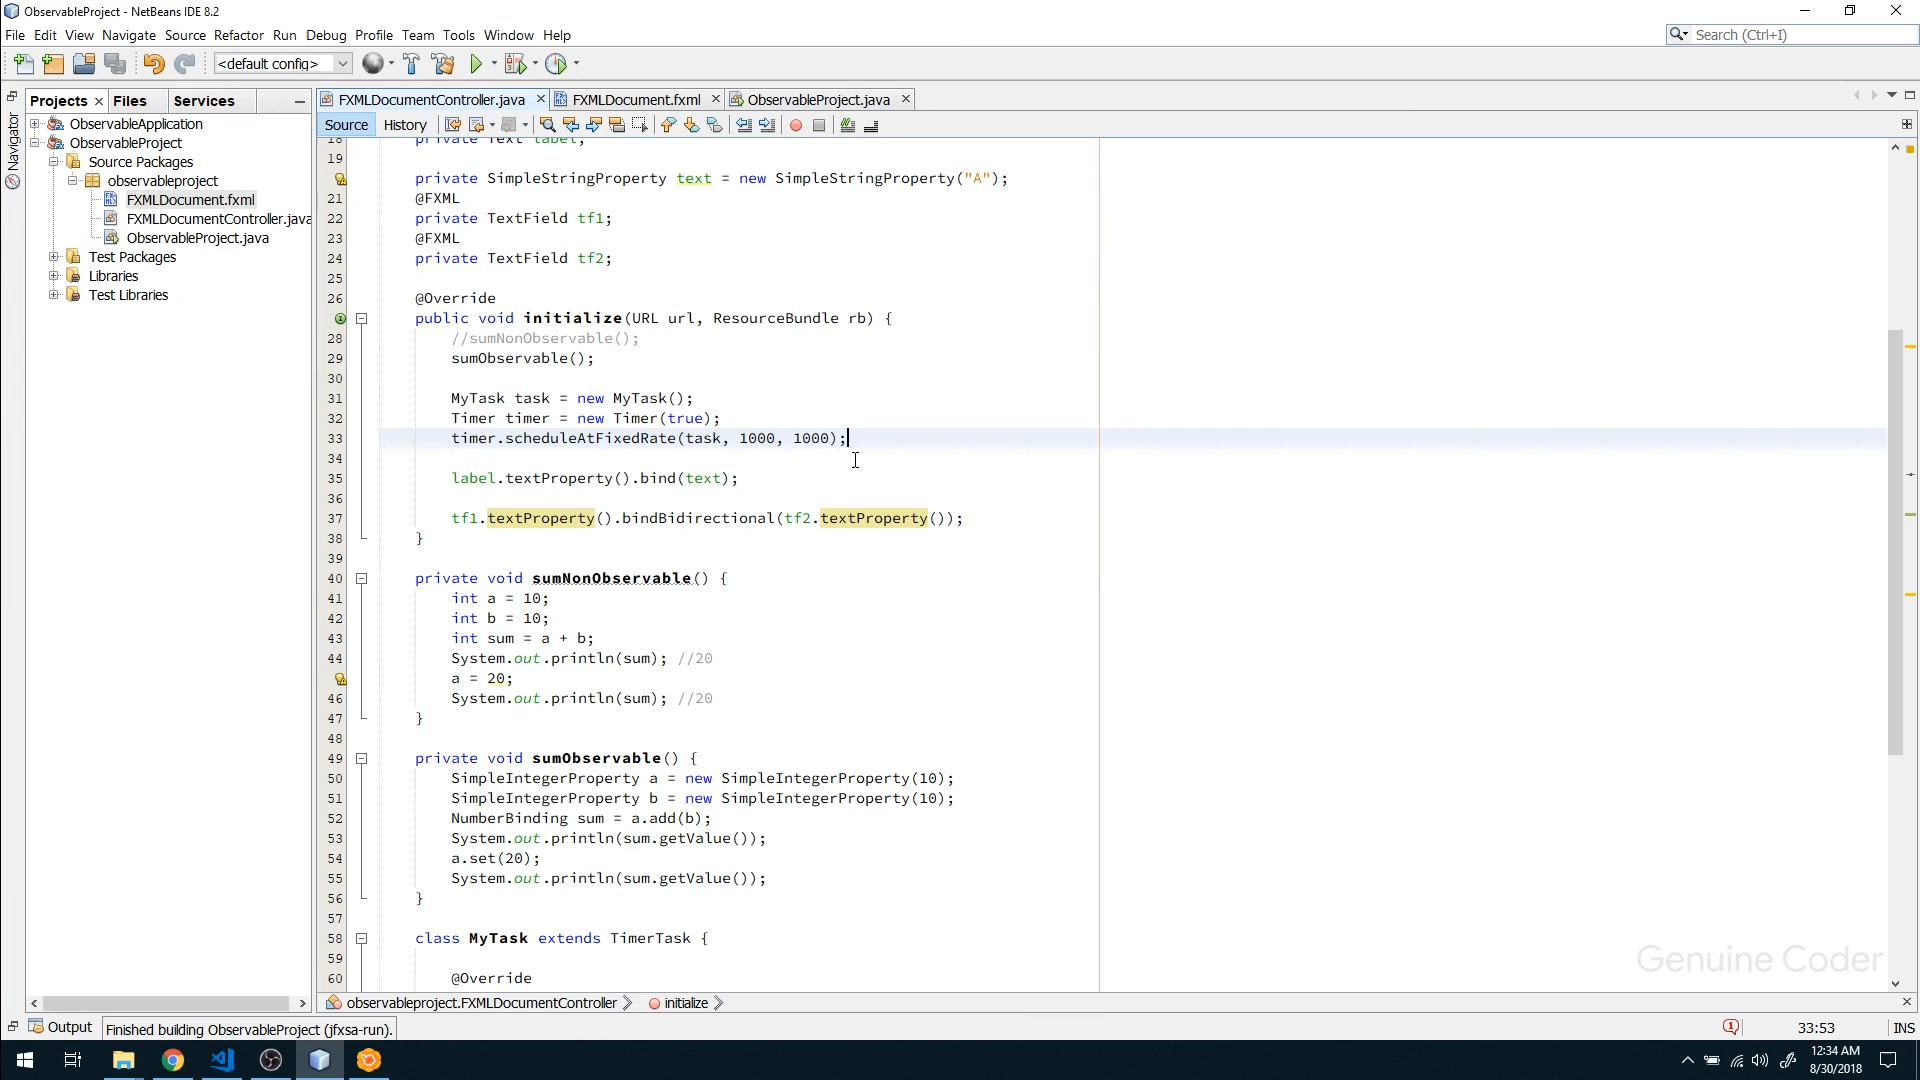 ObservableProject - NetBeans IDE 8.2
File Edit View Navigate Source Refactor Run Debug Profile Team Tools Window Help
Search (Ctrl+I)
<default config>
Projects Files Services
FXMLDocumentController.java FXMLDocument.fxml ObservableProject.java
Source History
Navigator
ObservableApplication
ObservableProject
Source Packages
observableproject
FXMLDocument.fxml
FXMLDocumentController.java
ObservableProject.java
Test Packages
Libraries
Test Libraries
18 private Text label;
19
private SimpleStringProperty text = new SimpleStringProperty("A");
21 @FXML
22 private TextField tf1;
23 @FXML
24 private TextField tf2;
25
26 @Override
public void initialize(URL url, ResourceBundle rb) {
28 //sumNonObservable();
29 sumObservable();
30
31 MyTask task = new MyTask();
32 Timer timer = new Timer(true);
33 timer.scheduleAtFixedRate(task, 1000, 1000);
34
35 label.textProperty().bind(text);
36
37 tf1.textProperty().bindBidirectional(tf2.textProperty());
38 }
39
40 private void sumNonObservable() {
41 int a = 10;
42 int b = 10;
43 int sum = a + b;
44 System.out.println(sum); //20
a = 20;
46 System.out.println(sum); //20
47 }
48
49 private void sumObservable() {
50 SimpleIntegerProperty a = new SimpleIntegerProperty(10);
51 SimpleIntegerProperty b = new SimpleIntegerProperty(10);
52 NumberBinding sum = a.add(b);
53 System.out.println(sum.getValue());
54 a.set(20);
55 System.out.println(sum.getValue());
56 }
57
58 class MyTask extends TimerTask {
59
60 @Override
Genuine Coder
observableproject.FXMLDocumentController initialize
Output Finished building ObservableProject (jfxsa-run).
1 33:53 INS
12:34 AM
8/30/2018